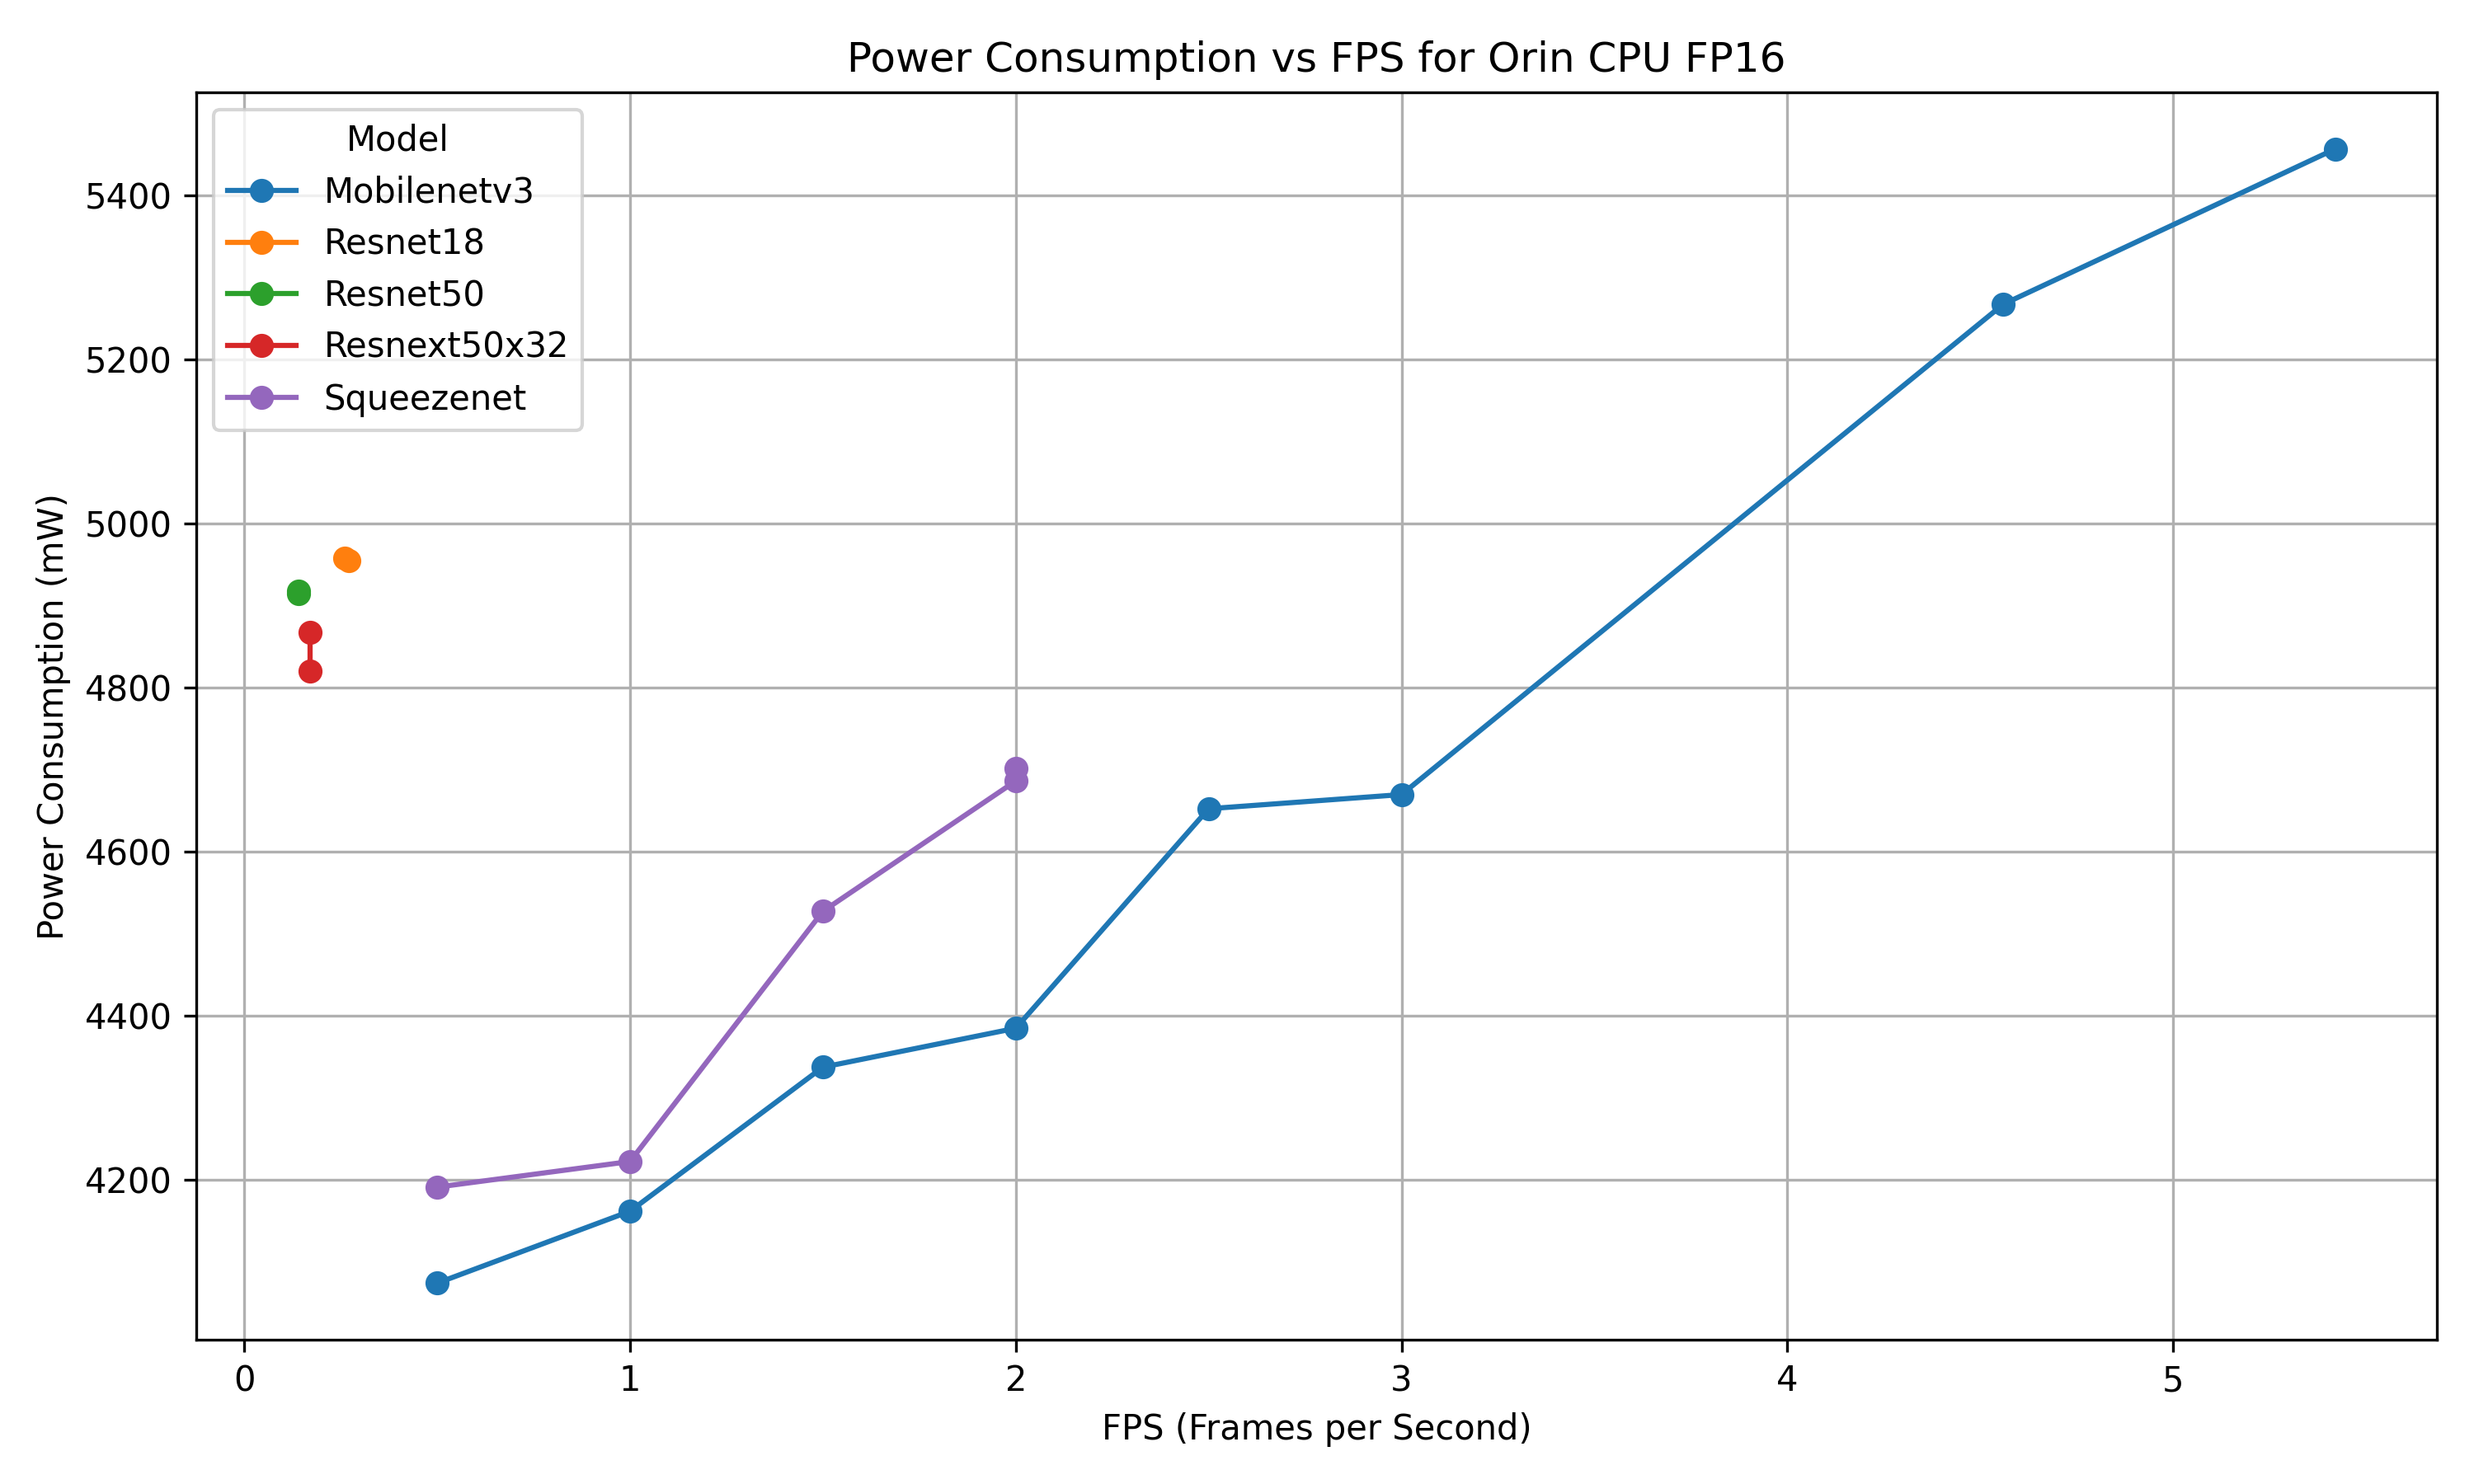 Power Consumption vs FPS for Orin CPU FP16
Model
Mobilenetv3
Resnet18
Resnet50
Resnext50x32
Squeezenet
Power Consumption (mW)
5400
5200
5000
4800
4600
4400
4200
0 1 2 3 4 5
FPS (Frames per Second)